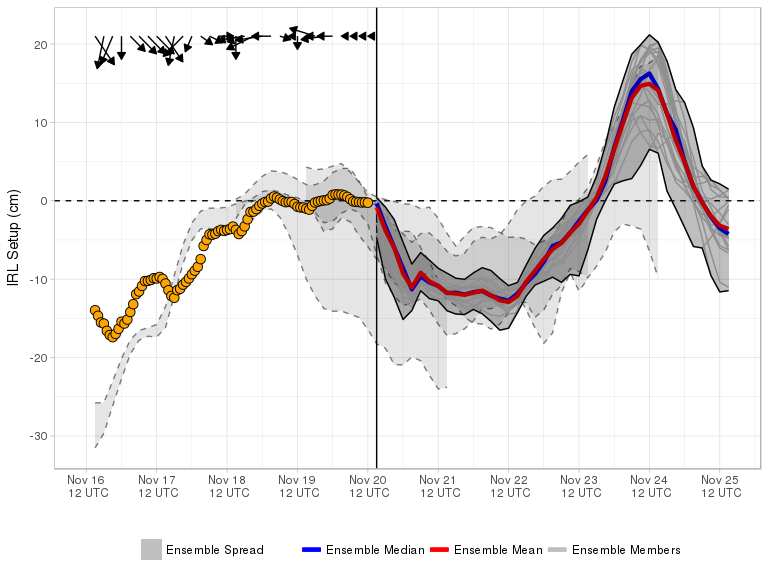 IRL Setup (cm)
20
10
0
-10
-20
-30
Nov 16 Nov 17 Nov 18 Nov 19 Nov 20 Nov 21 Nov 22 Nov 23 Nov 24 Nov 25
12 UTC 12 UTC 12 UTC 12 UTC 12 UTC 12 UTC 12 UTC 12 UTC 12 UTC 12 UTC
Ensemble Spread Ensemble Median Ensemble Mean Ensemble Members